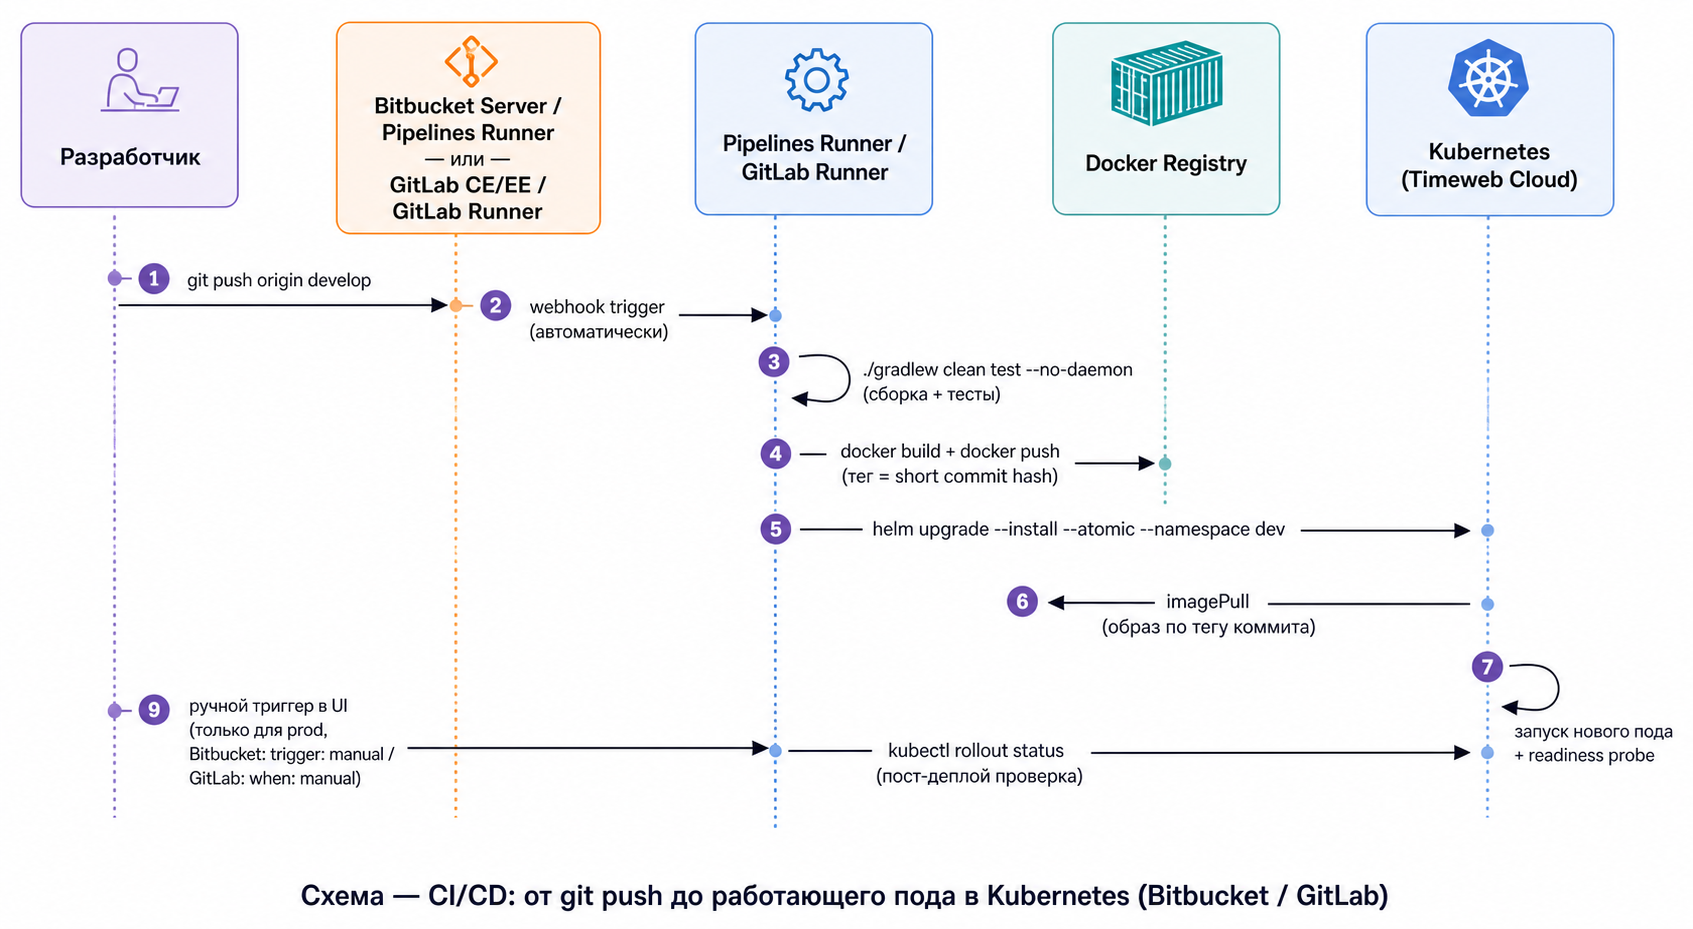 Разработчик
Bitbucket Server /
Pipelines Runner
— или —
GitLab CE/EE /
GitLab Runner
Pipelines Runner /
GitLab Runner
Docker Registry
Kubernetes
(Timeweb Cloud)
1 git push origin develop
2 webhook trigger
(автоматически)
3 ./gradlew clean test --no-daemon
(сборка + тесты)
4 docker build + docker push
(тег = short commit hash)
5 helm upgrade --install --atomic --namespace dev
6 imagePull
(образ по тегу коммита)
7
запуск нового пода
+ readiness probe
9 ручной триггер в UI
(только для prod,
Bitbucket: trigger: manual /
GitLab: when: manual)
kubectl rollout status
(пост-деплой проверка)
Схема — CI/CD: от git push до работающего пода в Kubernetes (Bitbucket / GitLab)